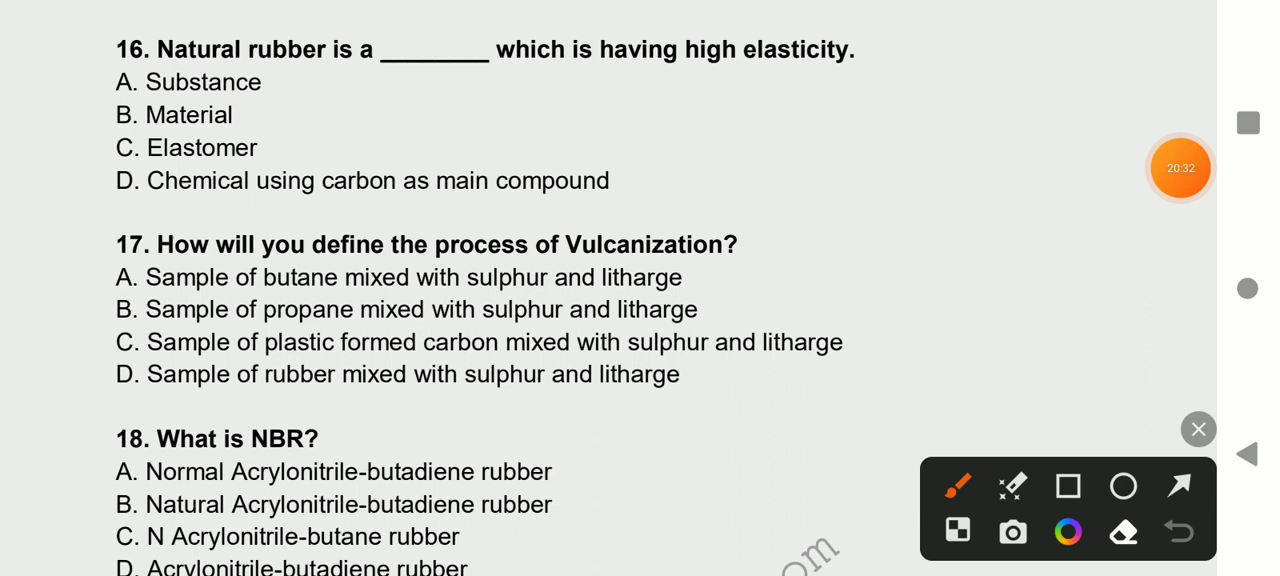 16. Natural rubber is a ________ which is having high elasticity.
A. Substance
B. Material
C. Elastomer
D. Chemical using carbon as main compound
20:32
17. How will you define the process of Vulcanization?
A. Sample of butane mixed with sulphur and litharge
B. Sample of propane mixed with sulphur and litharge
C. Sample of plastic formed carbon mixed with sulphur and litharge
D. Sample of rubber mixed with sulphur and litharge
18. What is NBR?
A. Normal Acrylonitrile-butadiene rubber
B. Natural Acrylonitrile-butadiene rubber
C. N Acrylonitrile-butane rubber
D. Acrylonitrile-butadiene rubber